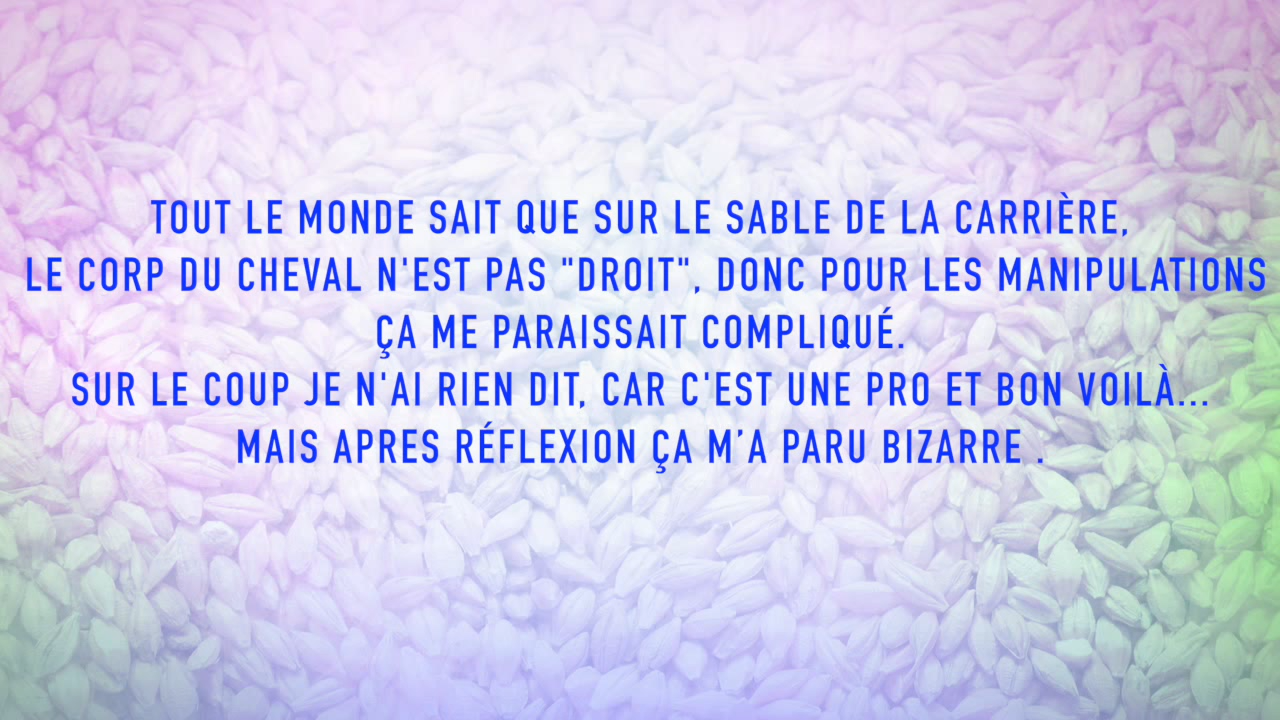 TOUT LE MONDE SAIT QUE SUR LE SABLE DE LA CARRIÈRE,
LE CORP DU CHEVAL N'EST PAS "DROIT", DONC POUR LES MANIPULATIONS
ÇA ME PARAISSAIT COMPLIQUÉ.
SUR LE COUP JE N'AI RIEN DIT, CAR C'EST UNE PRO ET BON VOILÀ...
MAIS APRES RÉFLEXION ÇA M’A PARU BIZARRE .